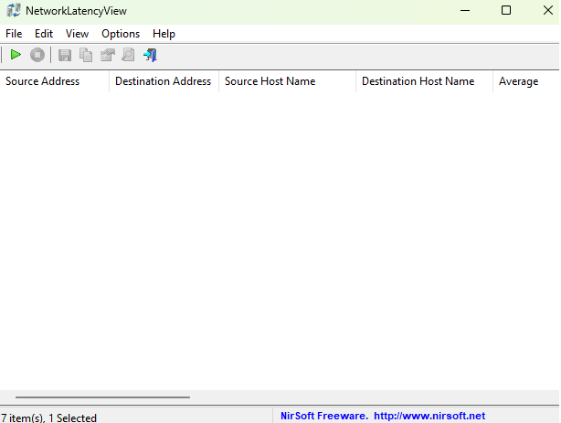 NetworkLatencyView
File Edit View Options Help
Source Address Destination Address Source Host Name Destination Host Name Average
7 item(s), 1 Selected NirSoft Freeware. http://www.nirsoft.net